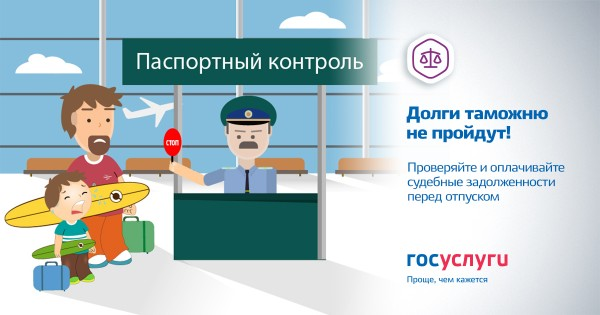 Паспортный контроль
СТОП
Долги таможню
не пройдут!
Проверяйте и оплачивайте
судебные задолженности
перед отпуском
госуслуги
Проще, чем кажется